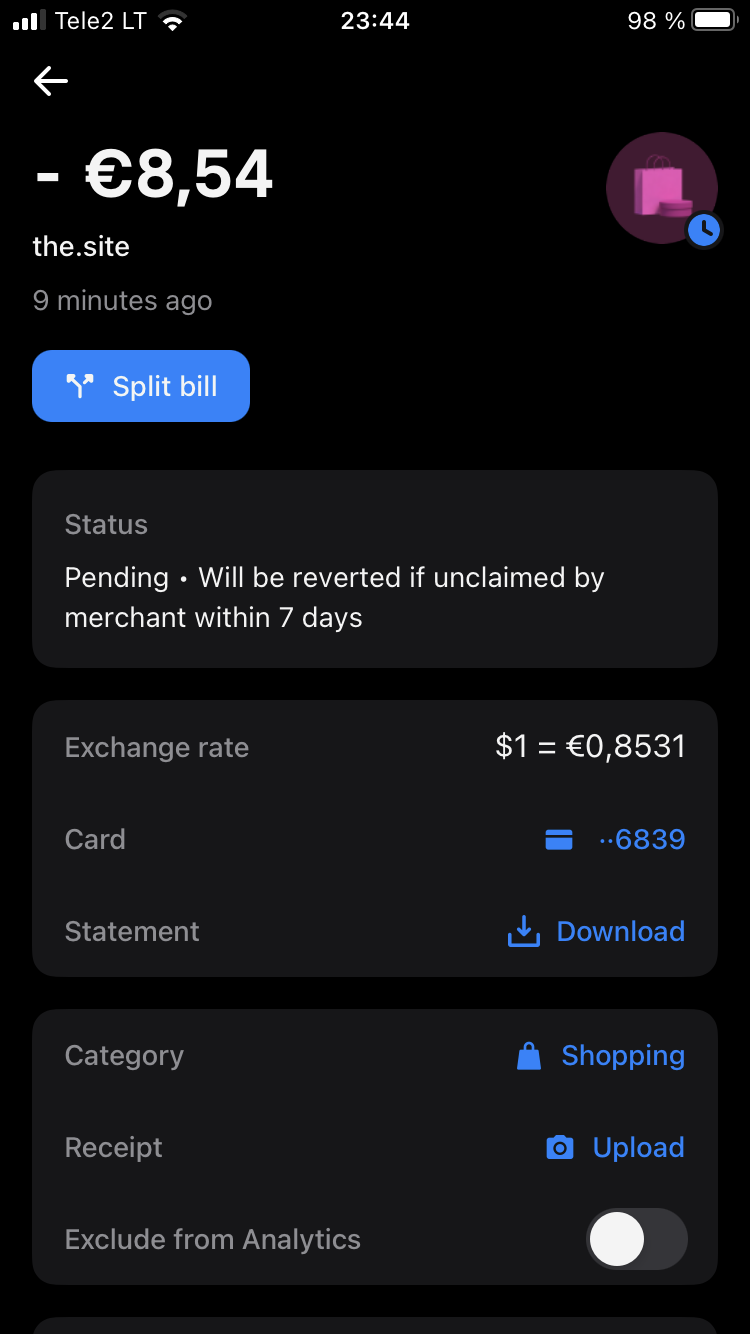 Tele2 LT 23:44 98 %
- €8,54
the.site
9 minutes ago
Split bill
Status
Pending • Will be reverted if unclaimed by
merchant within 7 days
Exchange rate $1 = €0,8531
Card ··6839
Statement Download
Category Shopping
Receipt Upload
Exclude from Analytics